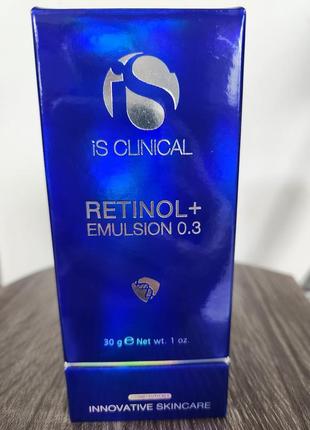 iS
iS CLINICAL
RETINOL+
EMULSION 0.3
30 g e Net wt. 1 oz.
INNOVATIVE SKINCARE